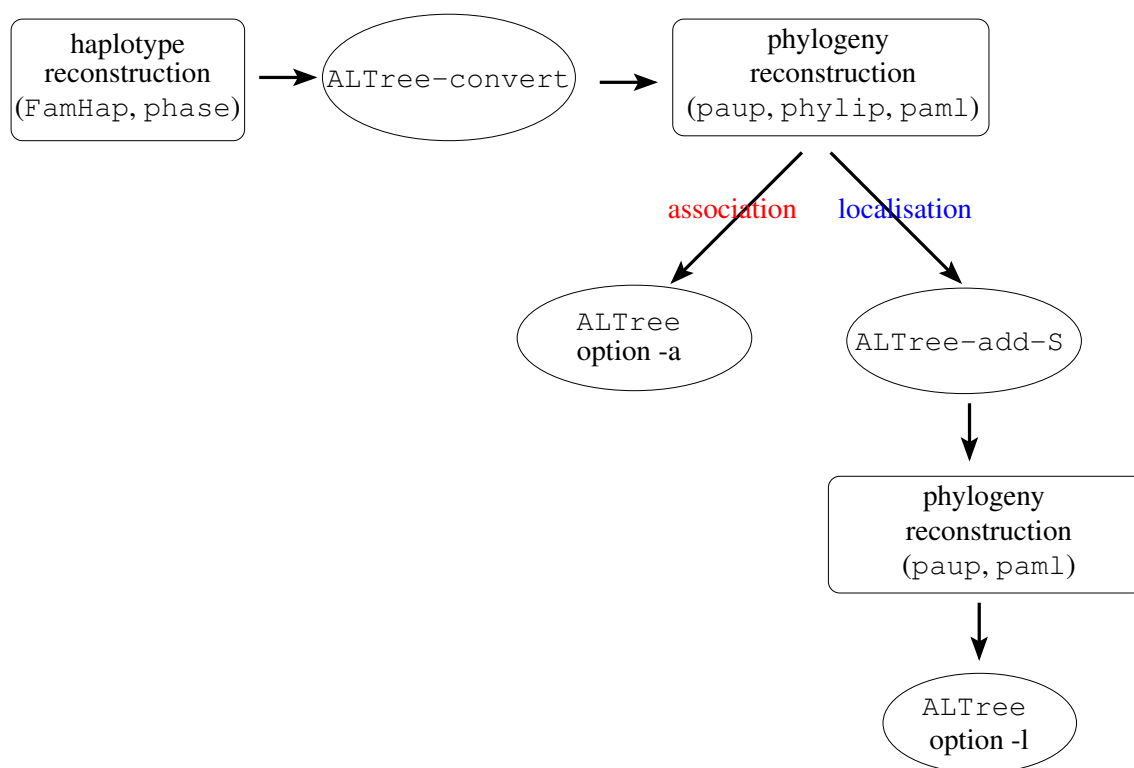 haplotype
reconstruction
(FamHap, phase)
ALTree-convert
phylogeny
reconstruction
(paup, phylip, paml)
association
localisation
ALTree
option -a
ALTree-add-S
phylogeny
reconstruction
(paup, paml)
ALTree
option -l